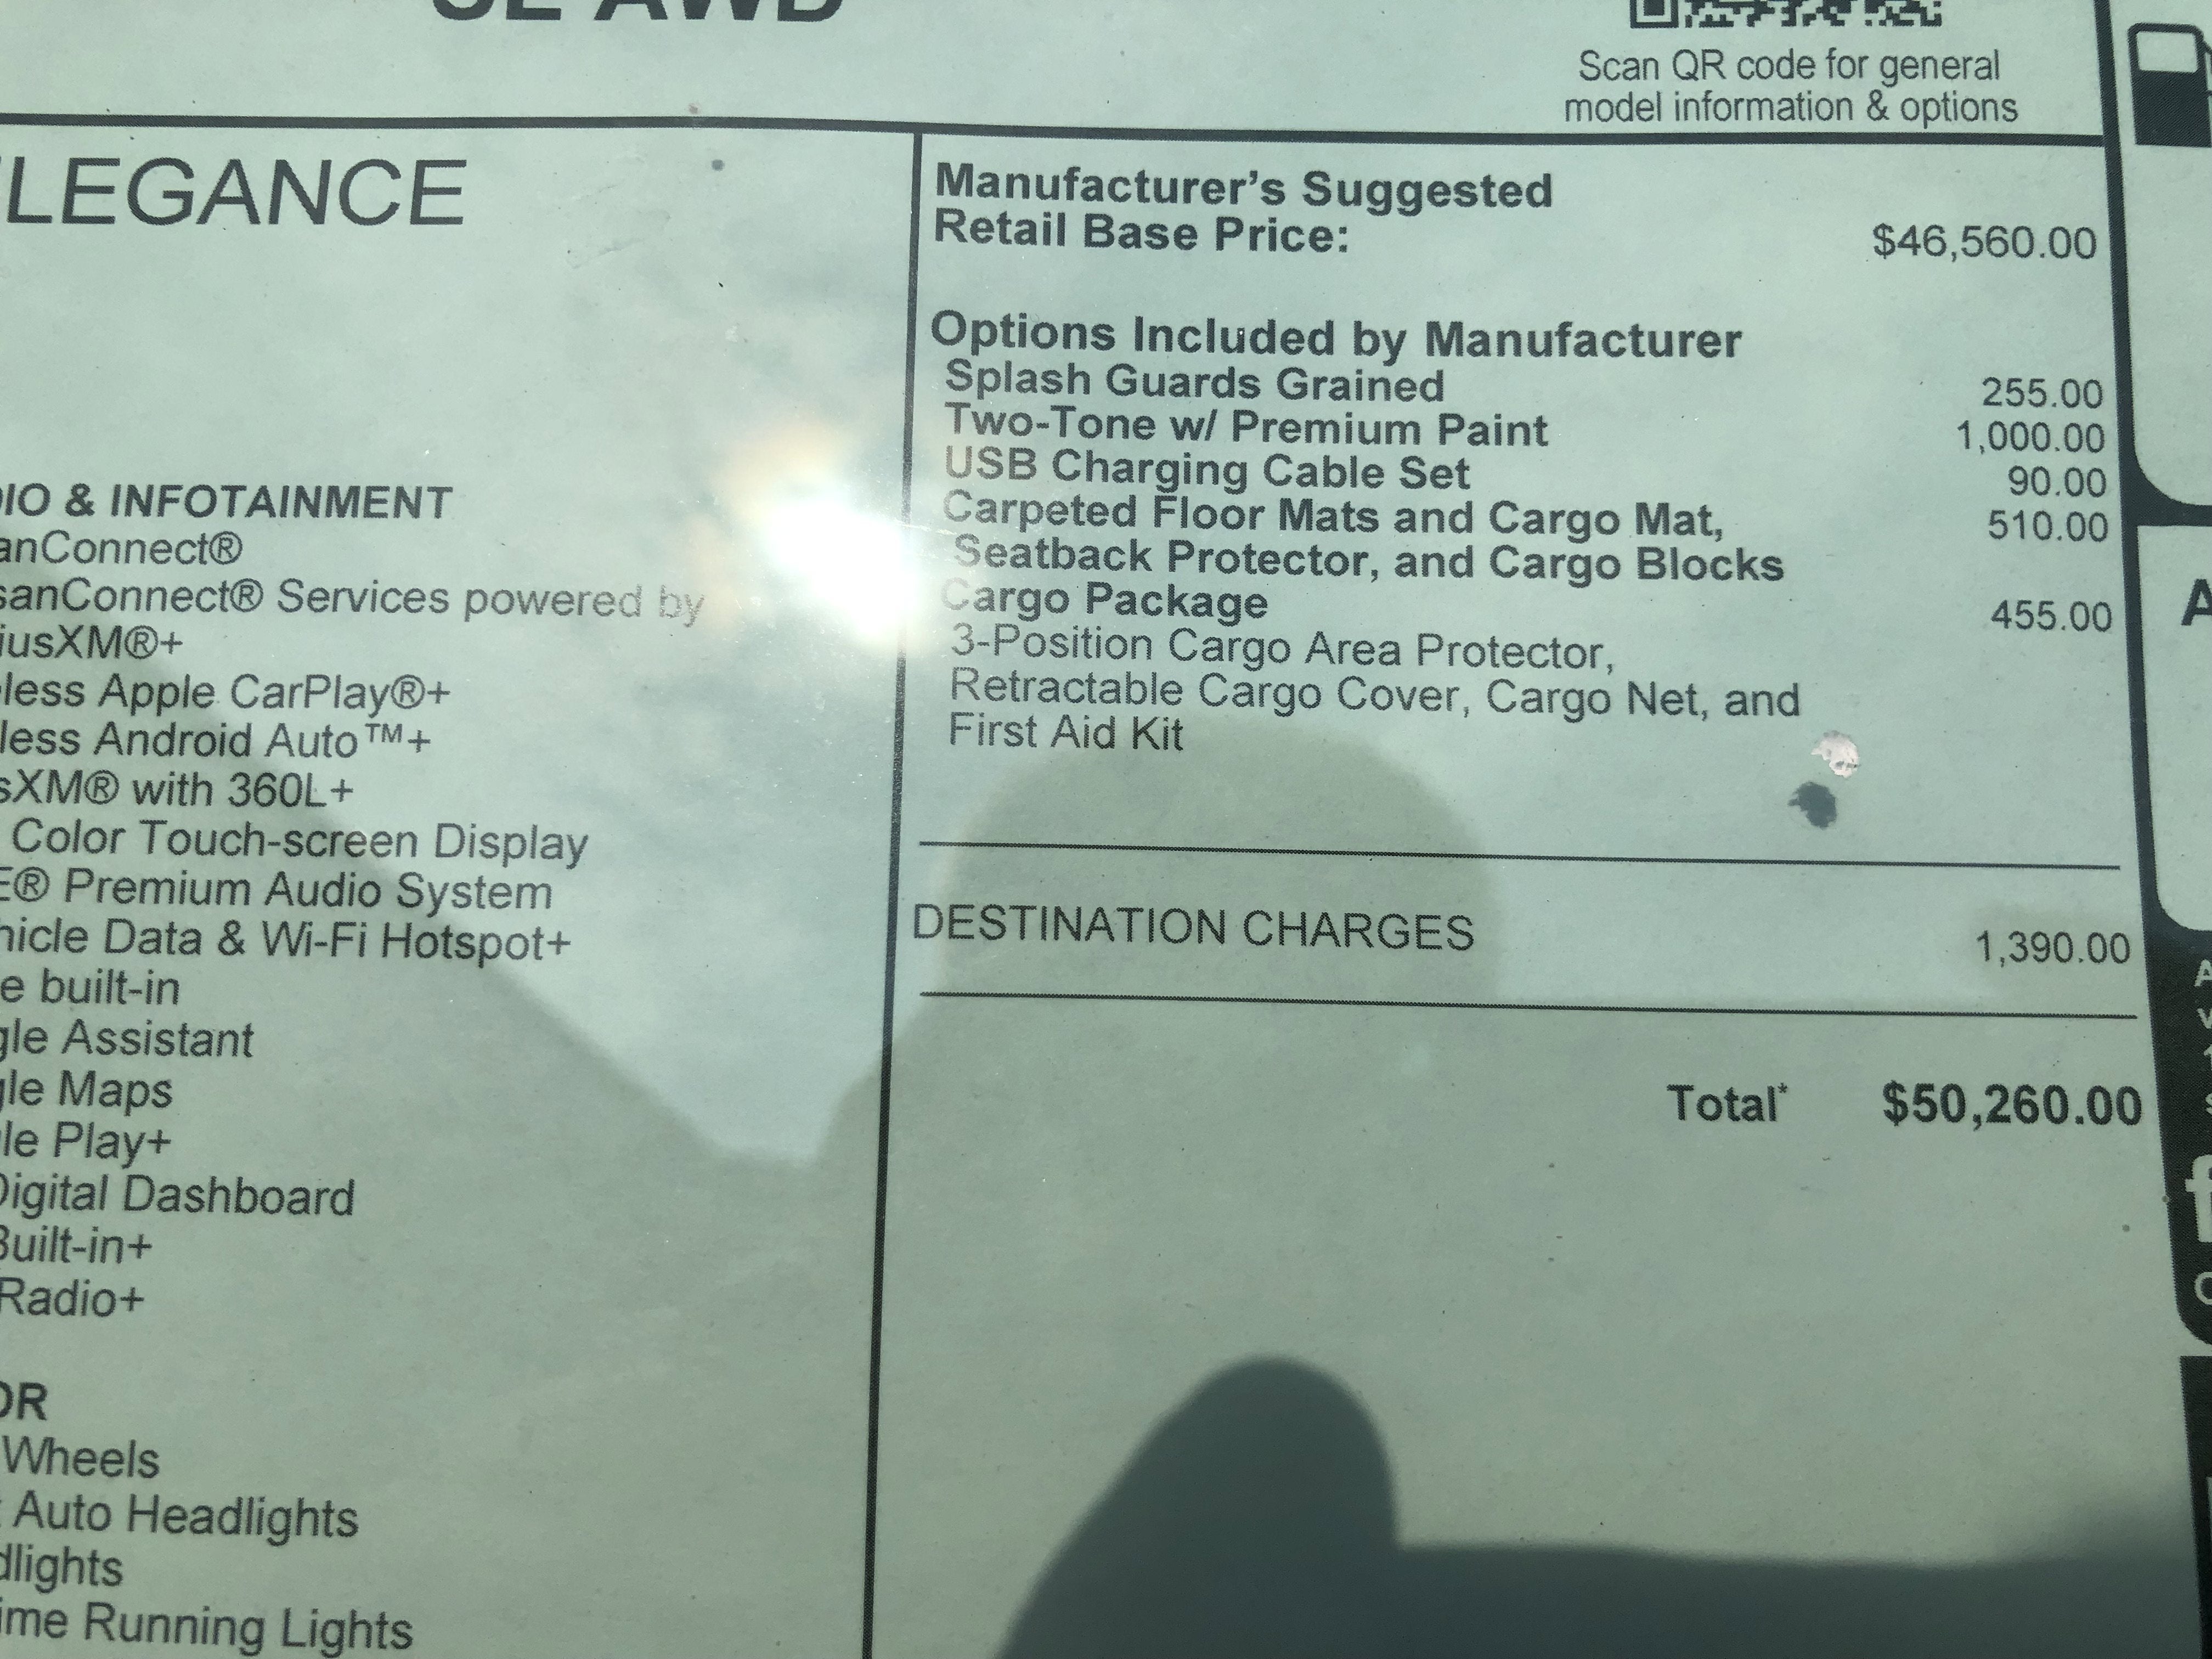 AWD
Scan QR code for general
model information & options
LEGANCE
Manufacturer's Suggested
Retail Base Price: $46,560.00
Options Included by Manufacturer
Splash Guards Grained 255.00
Two-Tone w/ Premium Paint 1,000.00
USB Charging Cable Set 90.00
Carpeted Floor Mats and Cargo Mat, 510.00
Seatback Protector, and Cargo Blocks
Cargo Package 455.00
3-Position Cargo Area Protector,
Retractable Cargo Cover, Cargo Net, and
First Aid Kit
DESTINATION CHARGES 1,390.00
Total* $50,260.00
DIO & INFOTAINMENT
anConnect®
sanConnect® Services powered by
iusXM®+
less Apple CarPlay®+
less Android Auto™+
sXM® with 360L+
Color Touch-screen Display
E® Premium Audio System
hicle Data & Wi-Fi Hotspot+
e built-in
gle Assistant
gle Maps
gle Play+
Digital Dashboard
Built-in+
Radio+
OR
Wheels
Auto Headlights
dlights
ime Running Lights